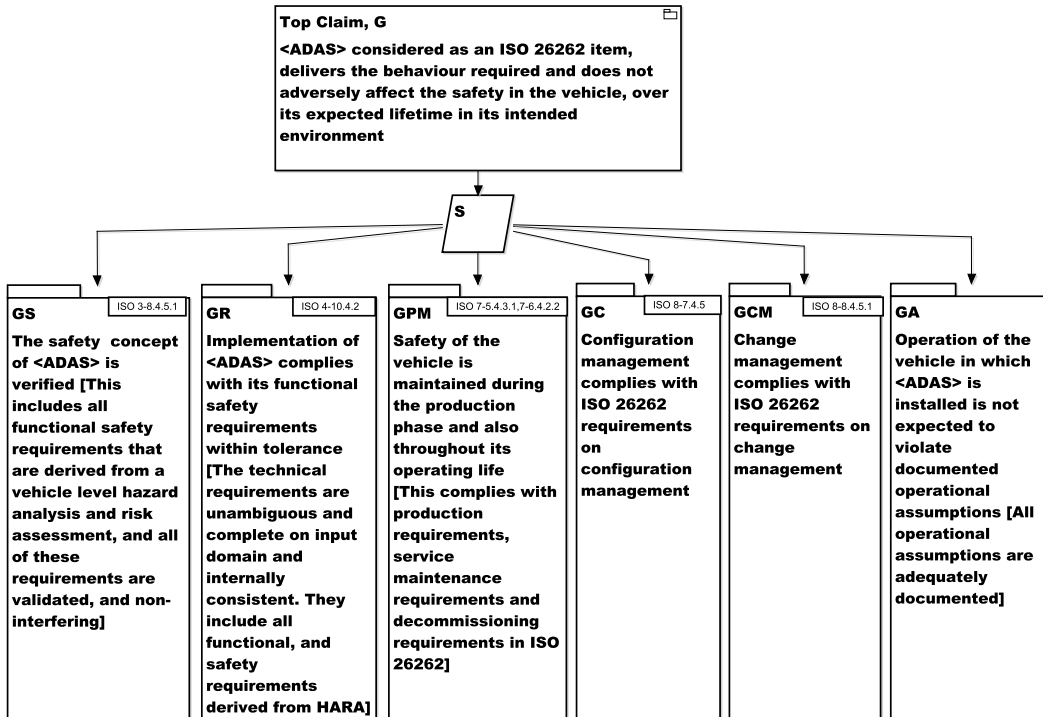 Top Claim, G
<ADAS> considered as an ISO 26262 item,
delivers the behaviour required and does not
adversely affect the safety in the vehicle, over
its expected lifetime in its intended
environment
S
GS
ISO 3-8.4.5.1
The safety concept
of <ADAS> is
verified [This
includes all
functional safety
requirements that
are derived from a
vehicle level hazard
analysis and risk
assessment, and all
of these
requirements are
validated, and non-
interfering]
GR
ISO 4-10.4.2
Implementation of
<ADAS> complies
with its functional
safety
requirements
within tolerance
[The technical
requirements are
unambiguous and
complete on input
domain and
internally
consistent. They
include all
functional, and
safety
requirements
derived from HARA]
GPM
ISO 7-5.4.3.1,7-6.4.2.2
Safety of the
vehicle is
maintained during
the production
phase and also
throughout its
operating life
[This complies with
production
requirements,
service
maintenance
requirements and
decommissioning
requirements in ISO
26262]
GC
ISO 8-7.4.5
Configuration
management
complies with
ISO 26262
requirements
on
configuration
management
GCM
ISO 8-8.4.5.1
Change
management
complies with
ISO 26262
requirements on
change
management
GA
Operation of the
vehicle in which
<ADAS> is
installed is not
expected to
violate
documented
operational
assumptions [All
operational
assumptions are
adequately
documented]